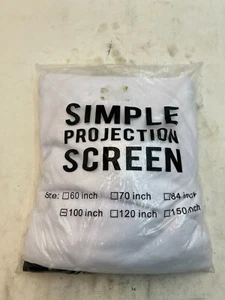 SIMPLE
PROJECTION
SCREEN
Size: □60 inch □70 inch □84 inch
□100 inch □120 inch □150 inch